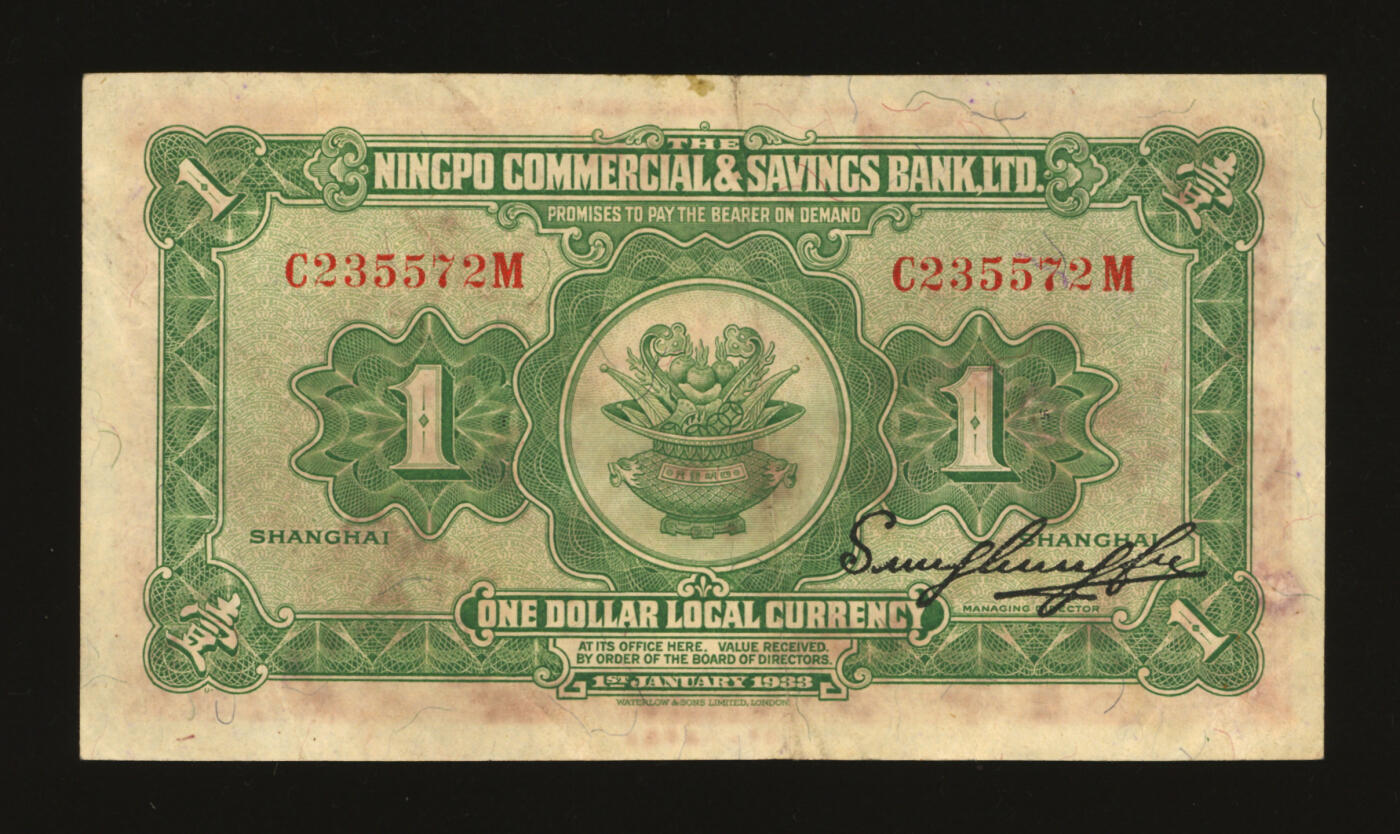 1
THE
NINGPO COMMERCIAL & SAVINGS BANK, LTD.
PROMISES TO PAY THE BEARER ON DEMAND
C235572M C235572M
1 1
SHANGHAI SHANGHAI
MANAGING DIRECTOR
ONE DOLLAR LOCAL CURRENCY
1
AT ITS OFFICE HERE. VALUE RECEIVED.
BY ORDER OF THE BOARD OF DIRECTORS.
1ST JANUARY 1933
WATERLOW & SONS LIMITED, LONDON.